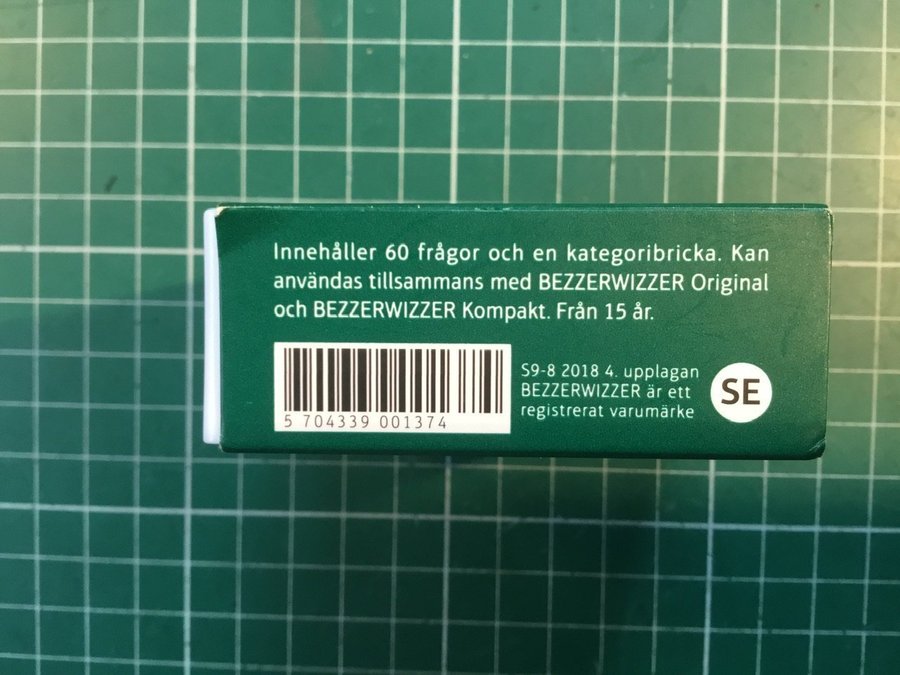 Innehåller 60 frågor och en kategoribricka. Kan
användas tillsammans med BEZZERWIZZER Original
och BEZZERWIZZER Kompakt. Från 15 år.
5 704339 001374
S9-8 2018 4. upplagan
BEZZERWIZZER är ett
registrerat varumärke
SE